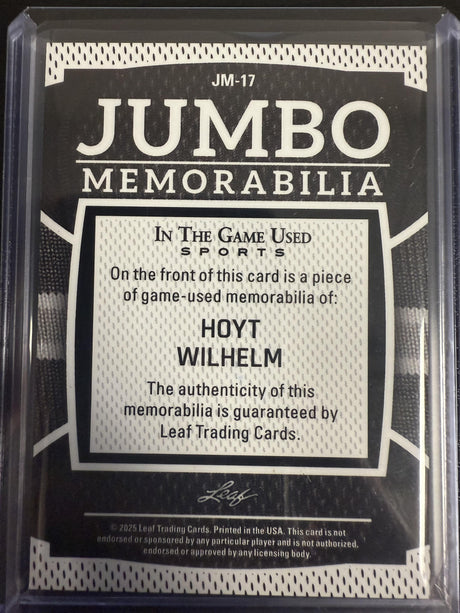 JM-17
JUMBO
MEMORABILIA
IN THE GAME USED
SPORTS
On the front of this card is a piece
of game-used memorabilia of:
HOYT
WILHELM
The authenticity of this
memorabilia is guaranteed by
Leaf Trading Cards.
Leaf
© 2025 Leaf Trading Cards. Printed in the USA. This card is not
endorsed or sponsored by any particular player and is not authorized,
endorsed or approved by any licensing body.